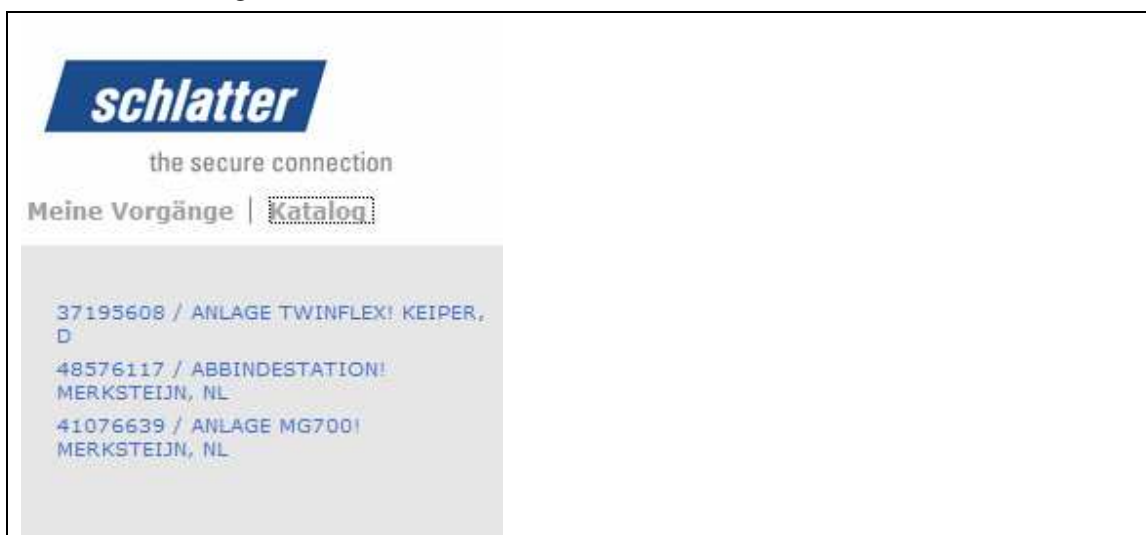 schlatter
the secure connection
Meine Vorgänge | Katalog
37195608 / ANLAGE TWINFLEX! KEIPER,
D
48576117 / ABBINDESTATION!
MERKSTEIJN, NL
41076639 / ANLAGE MG700!
MERKSTEIJN, NL